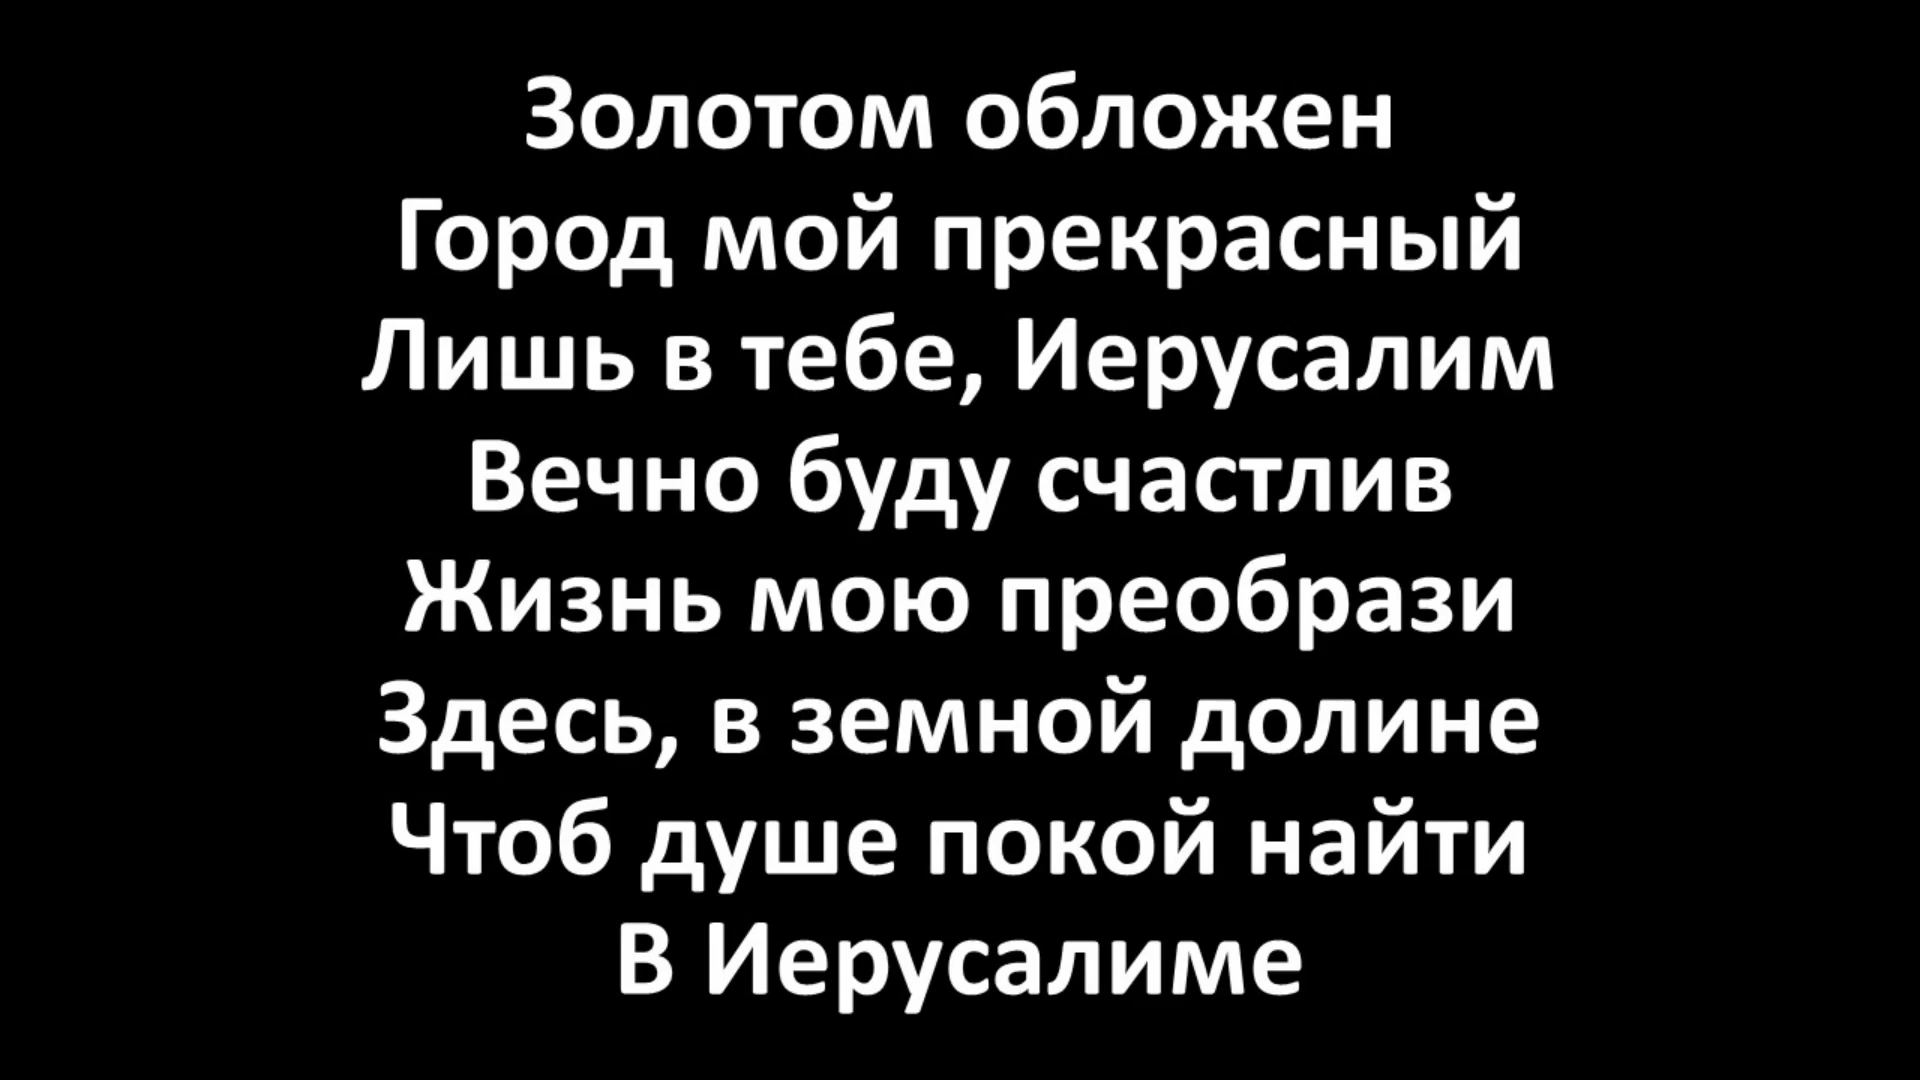 Золотом обложен
Город мой прекрасный
Лишь в тебе, Иерусалим
Вечно буду счастлив
Жизнь мою преобрази
Здесь, в земной долине
Чтоб душе покой найти
В Иерусалиме